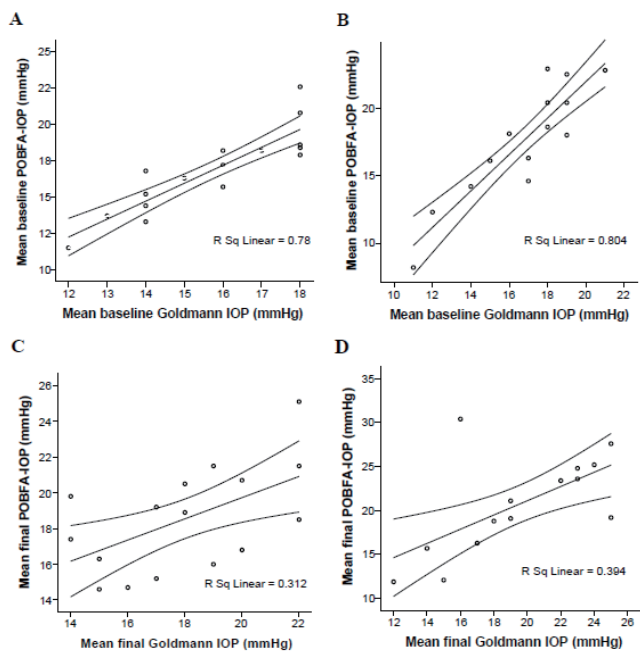 A
Mean baseline POBFA-IOP (mmHg)
22
20
18
15
12
10
R Sq Linear = 0.78
12 13 14 15 16 17 18
Mean baseline Goldmann IOP (mmHg)
B
Mean baseline POBFA-IOP (mmHg)
20
15
10
R Sq Linear = 0.804
10 12 14 16 18 20 22
Mean baseline Goldmann IOP (mmHg)
C
Mean final POBFA-IOP (mmHg)
26
24
22
20
18
16
14
R Sq Linear = 0.312
14 16 18 20 22
Mean final Goldmann IOP (mmHg)
D
Mean final POBFA-IOP (mmHg)
35
30
25
20
15
10
R Sq Linear = 0.394
12 14 16 18 20 22 24 26
Mean final Goldmann IOP (mmHg)